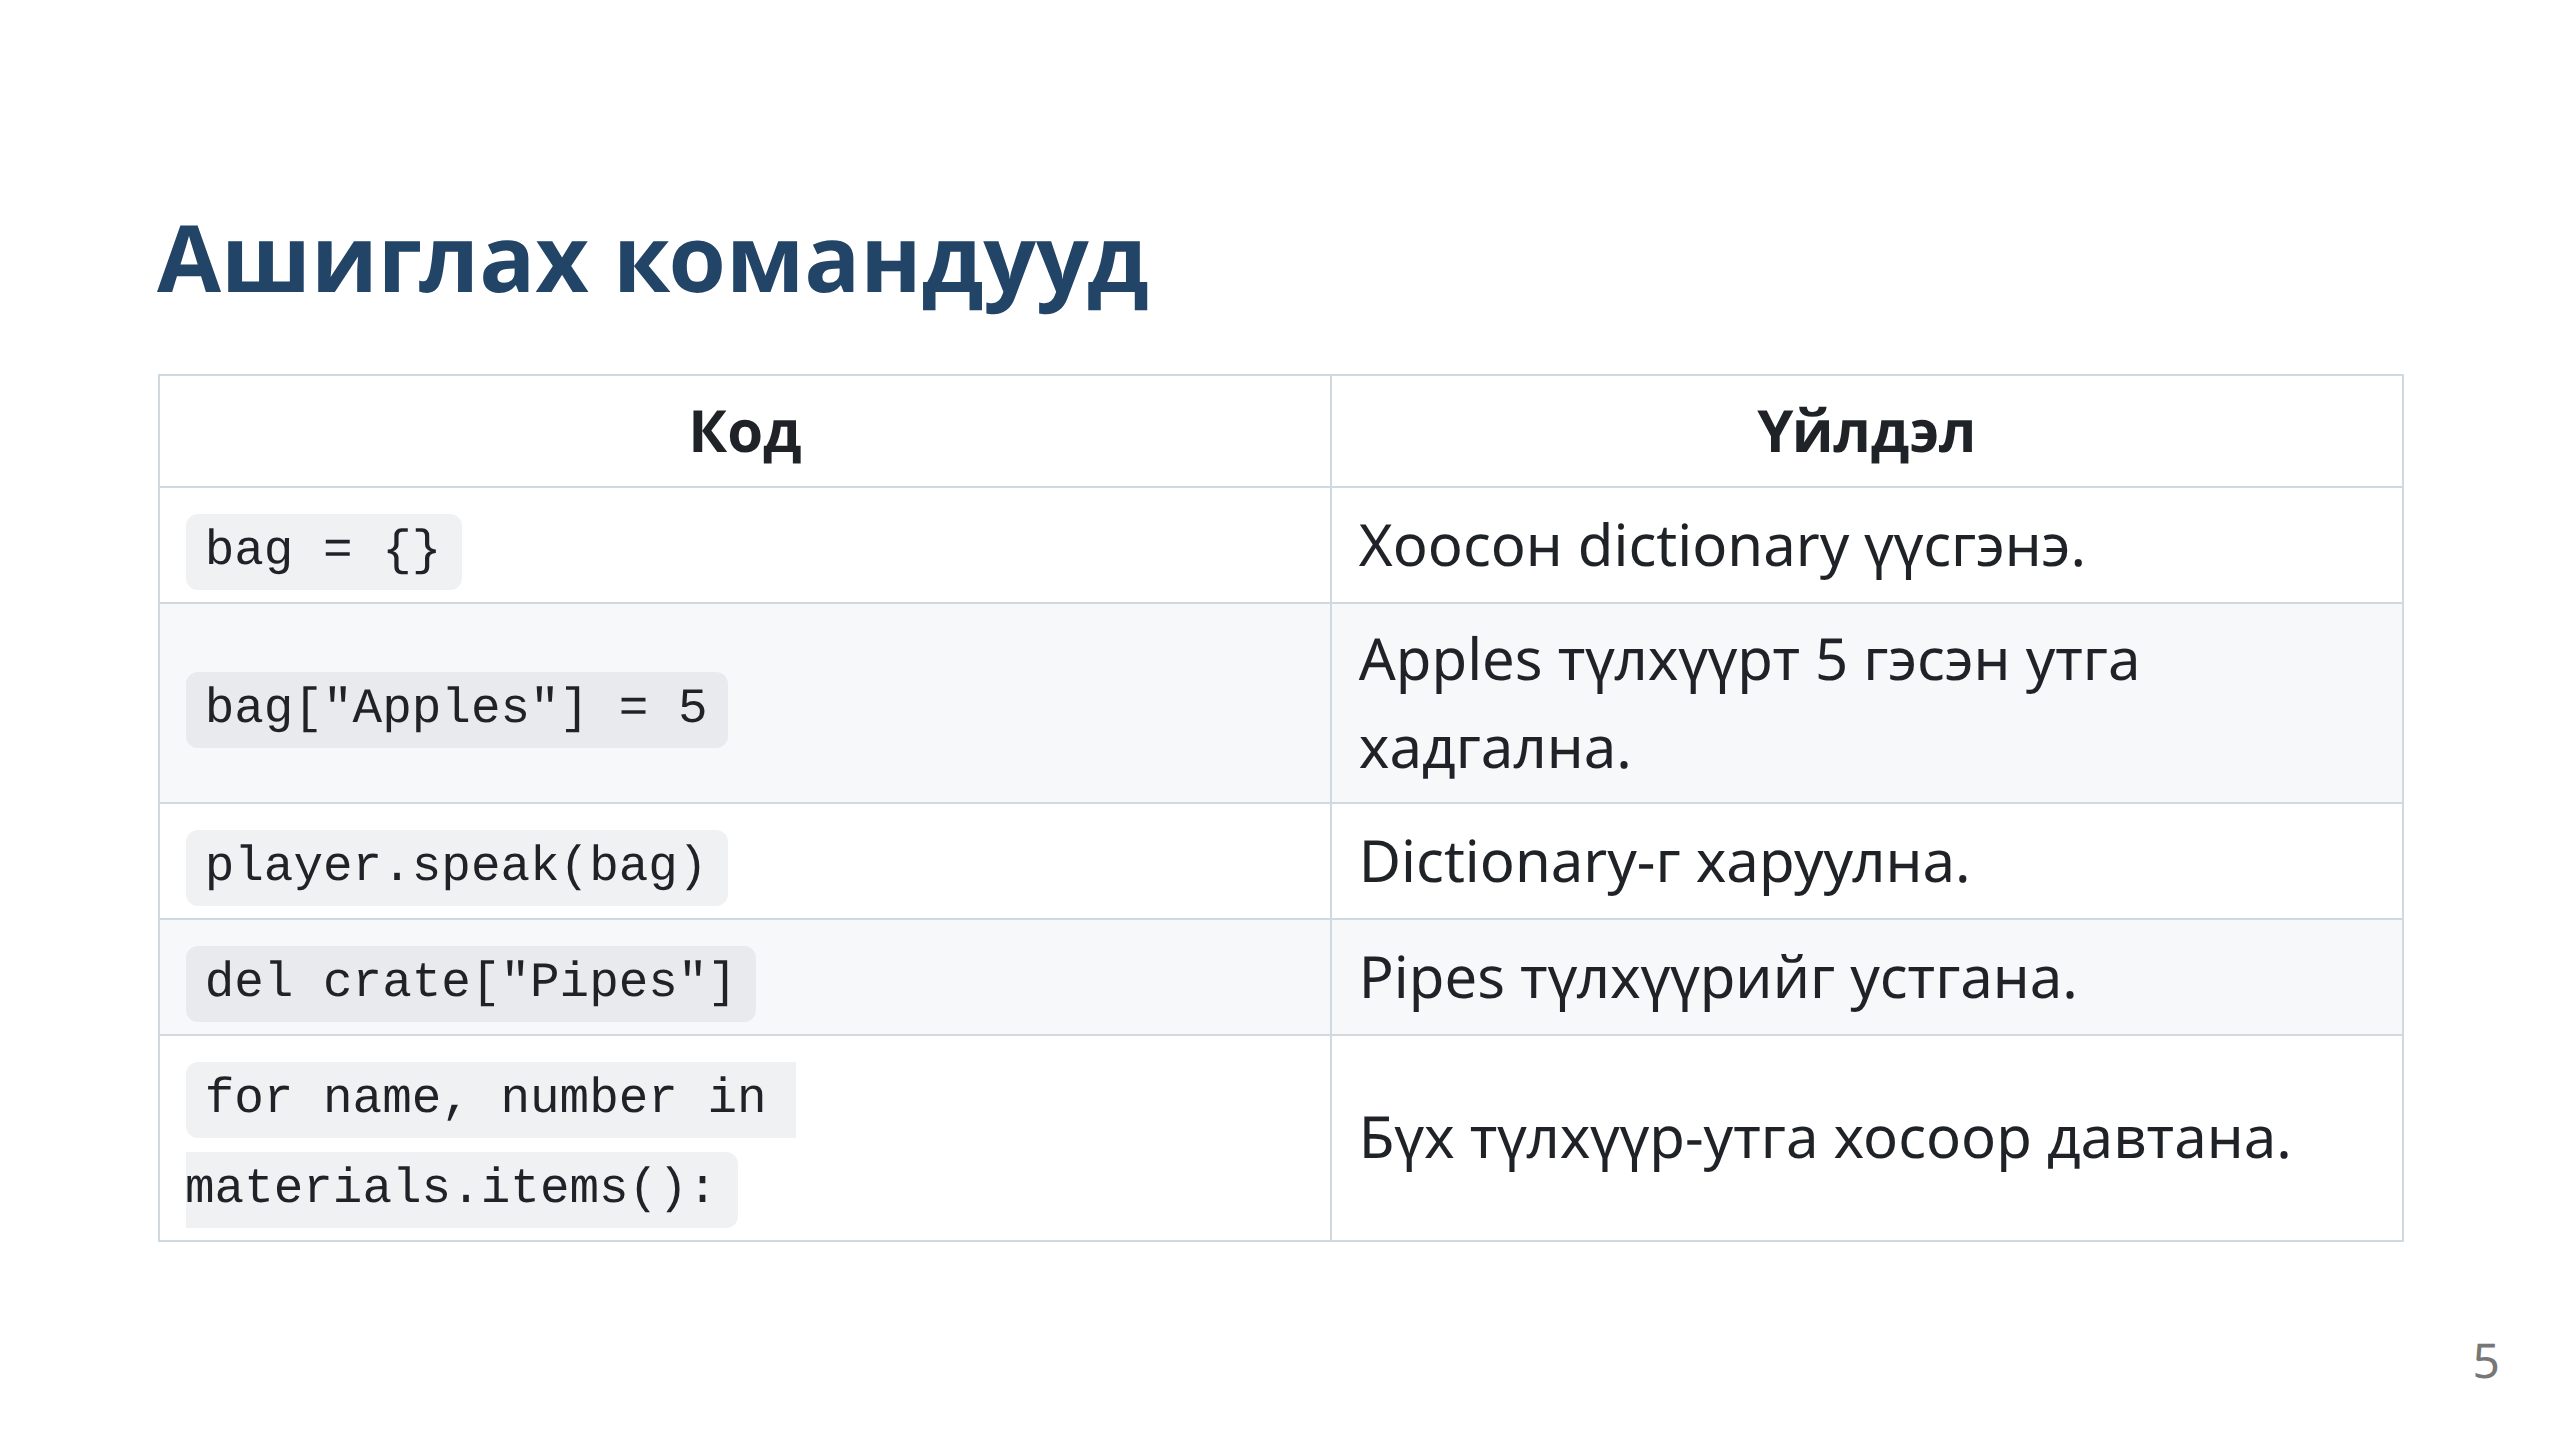 Ашиглах командууд
Код
Үйлдэл
bag = {}
Хоосон dictionary үүсгэнэ.
bag["Apples"] = 5
Apples түлхүүрт 5 гэсэн утга
хадгална.
player.speak(bag)
Dictionary-г харуулна.
del crate["Pipes"]
Pipes түлхүүрийг устгана.
for name, number in
materials.items():
Бүх түлхүүр-утга хосоор давтана.
5